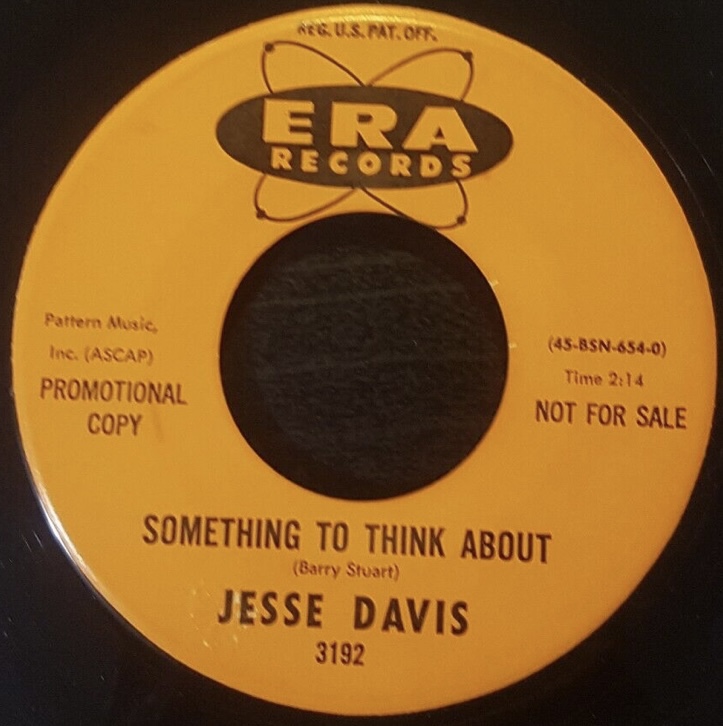 REG. U.S. PAT. OFF.
ERA
RECORDS
Pattern Music,
Inc. (ASCAP)
PROMOTIONAL
COPY
(45-BSN-654-0)
Time 2:14
NOT FOR SALE
SOMETHING TO THINK ABOUT
(Barry Stuart)
JESSE DAVIS
3192